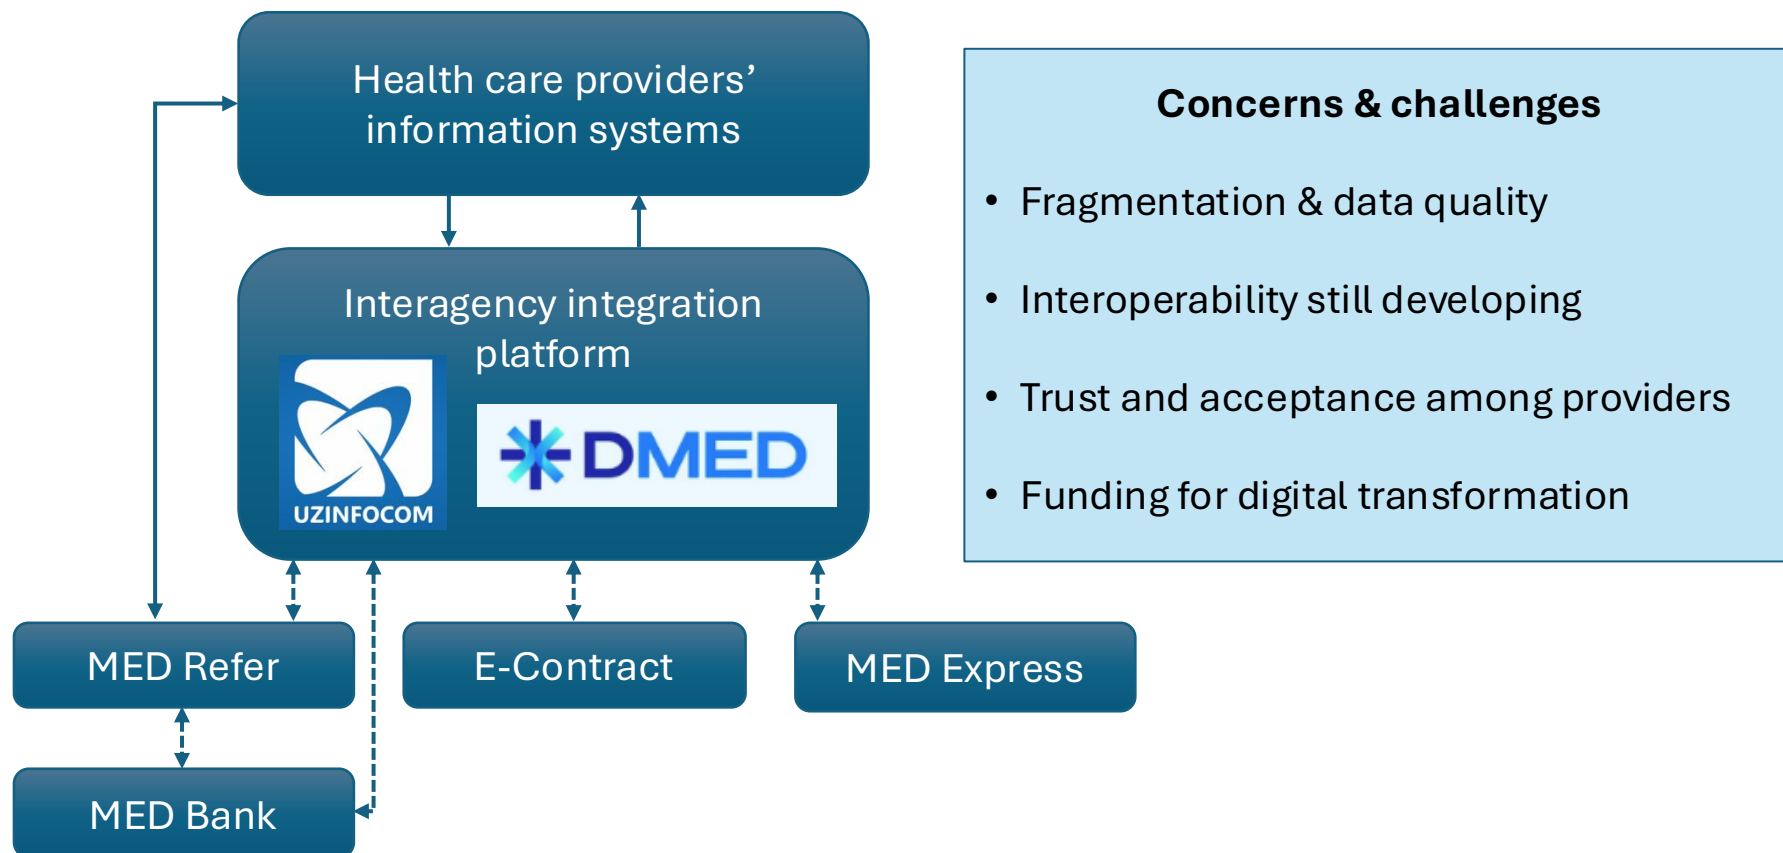 Health care providers’
information systems
Interagency integration
platform
UZINFOCOM
DMED
MED Refer
E-Contract
MED Express
MED Bank
Concerns & challenges
• Fragmentation & data quality
• Interoperability still developing
• Trust and acceptance among providers
• Funding for digital transformation